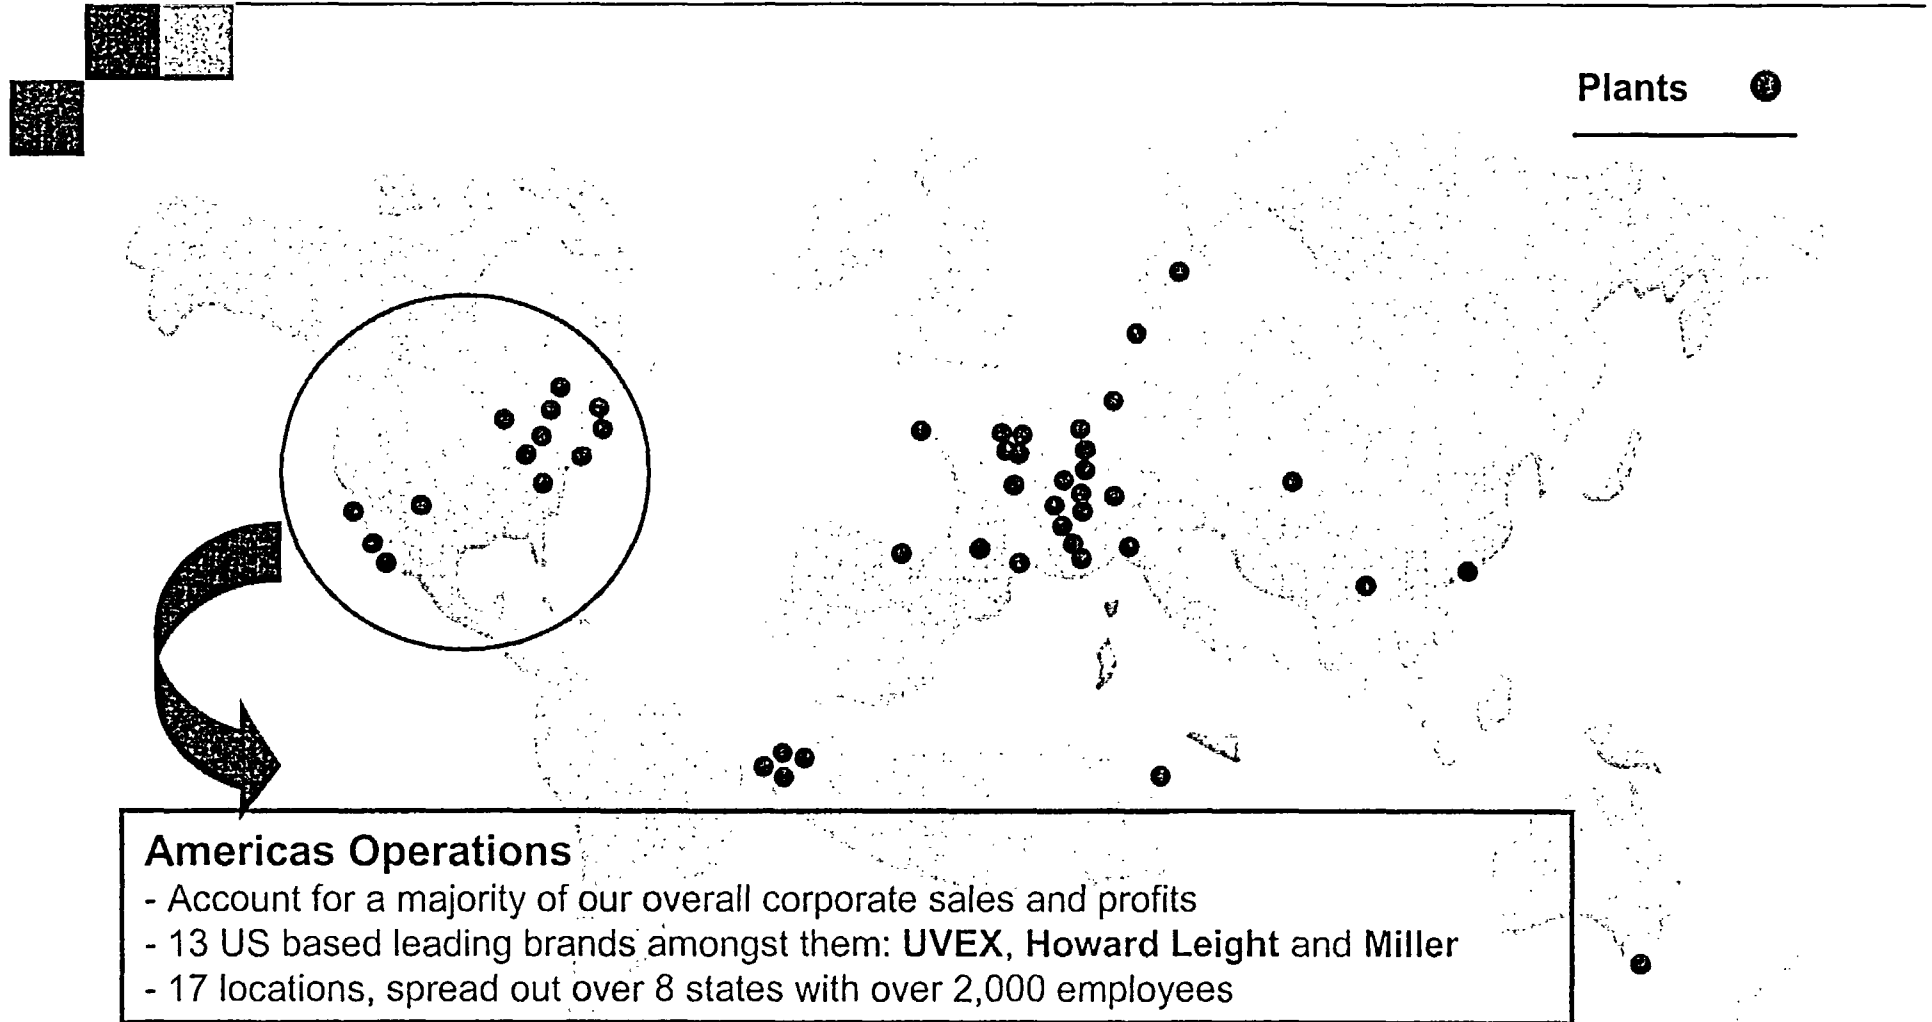 Plants
Americas Operations
- Account for a majority of our overall corporate sales and profits
- 13 US based leading brands amongst them: UVEX, Howard Leight and Miller
- 17 locations, spread out over 8 states with over 2,000 employees